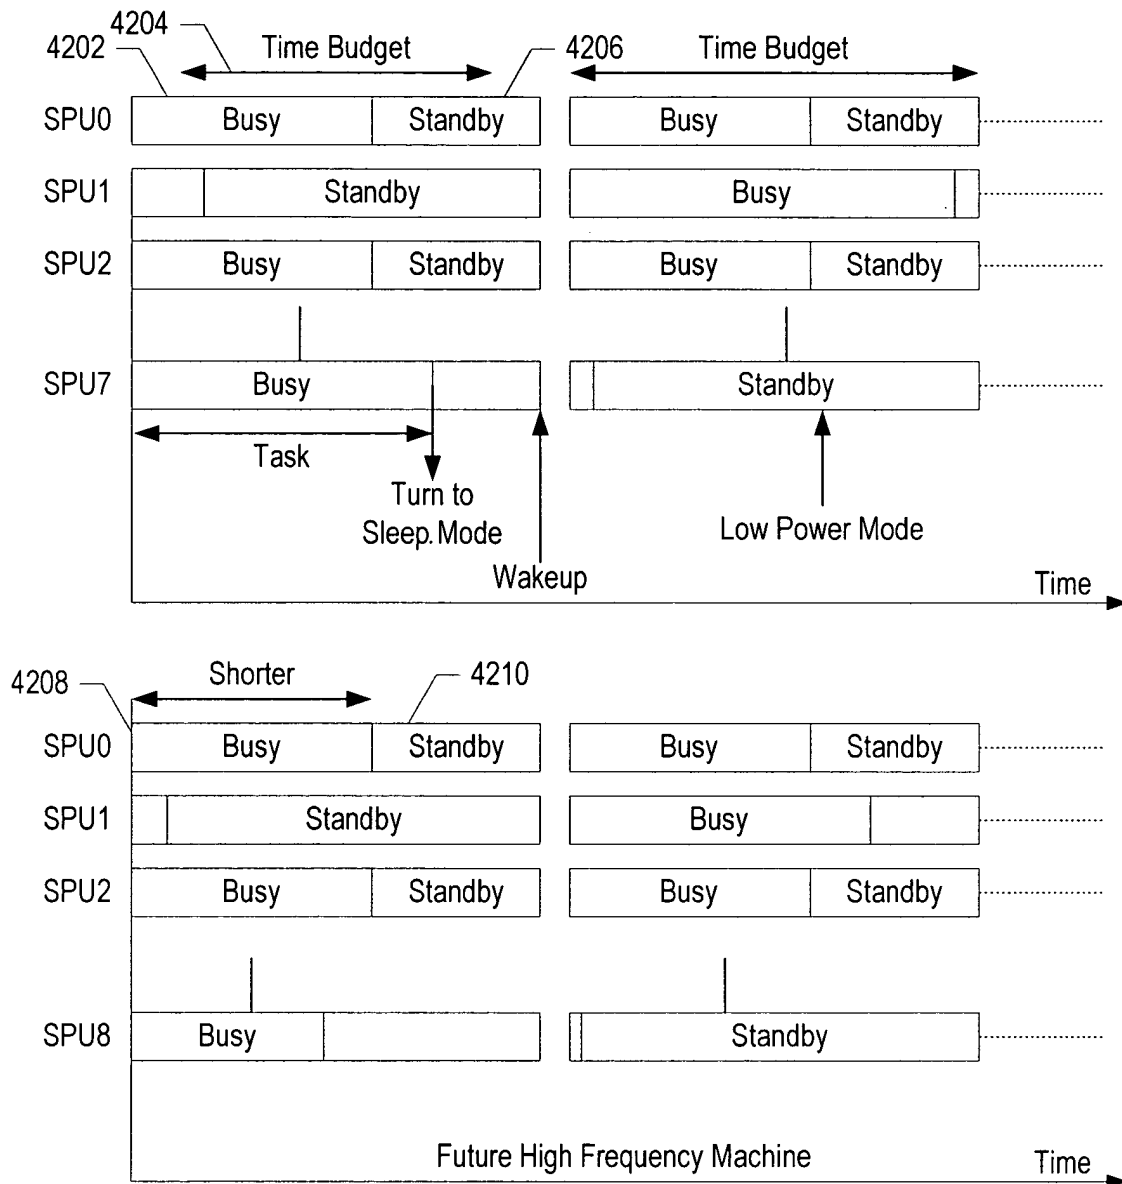 4204
4202 Time Budget 4206 Time Budget
SPU0 Busy Standby Busy Standby
SPU1 Standby Busy
SPU2 Busy Standby Busy Standby
SPU7 Busy Standby
Task
Turn to
Sleep.Mode
Low Power Mode
Wakeup
Time
4208 Shorter 4210
SPU0 Busy Standby Busy Standby
SPU1 Standby Busy
SPU2 Busy Standby Busy Standby
SPU8 Busy Standby
Future High Frequency Machine Time